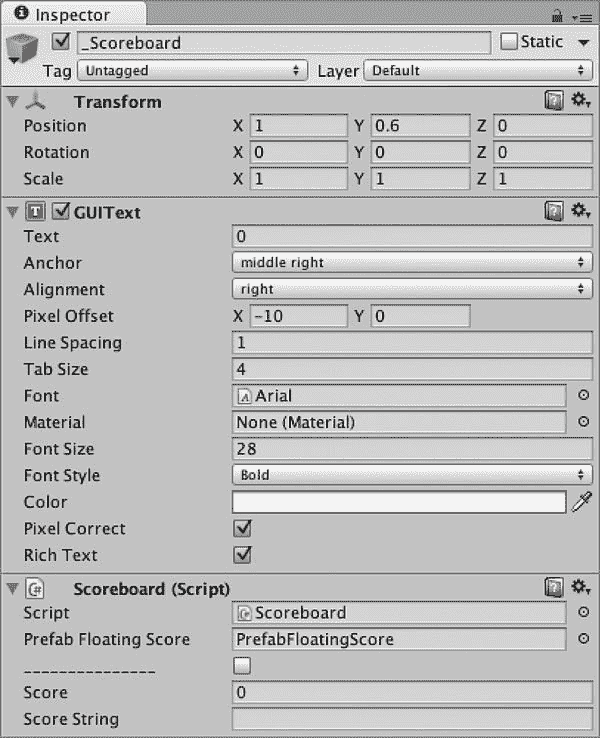 Inspector
_Scoreboard Static
Tag Untagged Layer Default
Transform
Position X 1 Y 0.6 Z 0
Rotation X 0 Y 0 Z 0
Scale X 1 Y 1 Z 1
GUIText
Text 0
Anchor middle right
Alignment right
Pixel Offset X -10 Y 0
Line Spacing 1
Tab Size 4
Font Arial
Material None (Material)
Font Size 28
Font Style Bold
Color
Pixel Correct
Rich Text
Scoreboard (Script)
Script Scoreboard
Prefab Floating Score PrefabFloatingScore
_______________
Score 0
Score String